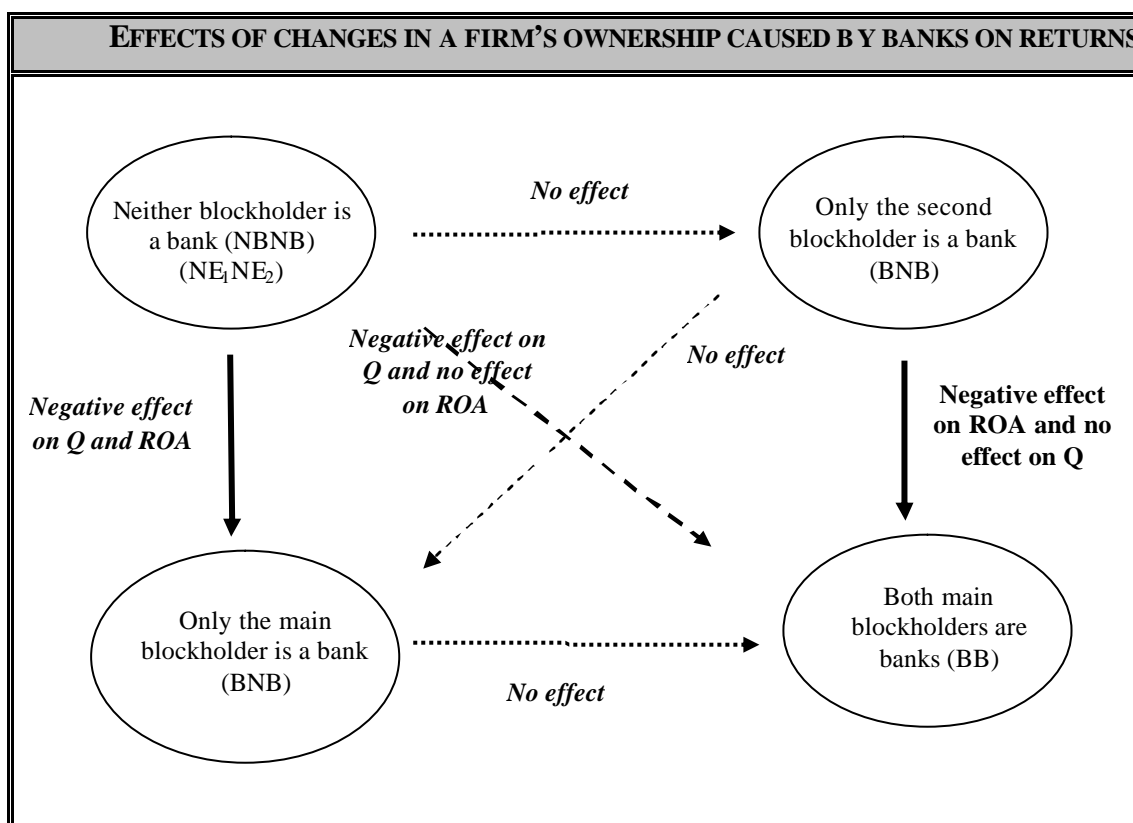 EFFECTS OF CHANGES IN A FIRM’S OWNERSHIP CAUSED BY BANKS ON RETURNS
Neither blockholder is
a bank (NBNB)
(NE₁NE₂)
No effect
Only the second
blockholder is a bank
(BNB)
Negative effect
on Q and ROA
Negative effect on
Q and no effect
on ROA
No effect
Negative effect
on ROA and no
effect on Q
Only the main
blockholder is a bank
(BNB)
No effect
Both main
blockholders are
banks (BB)